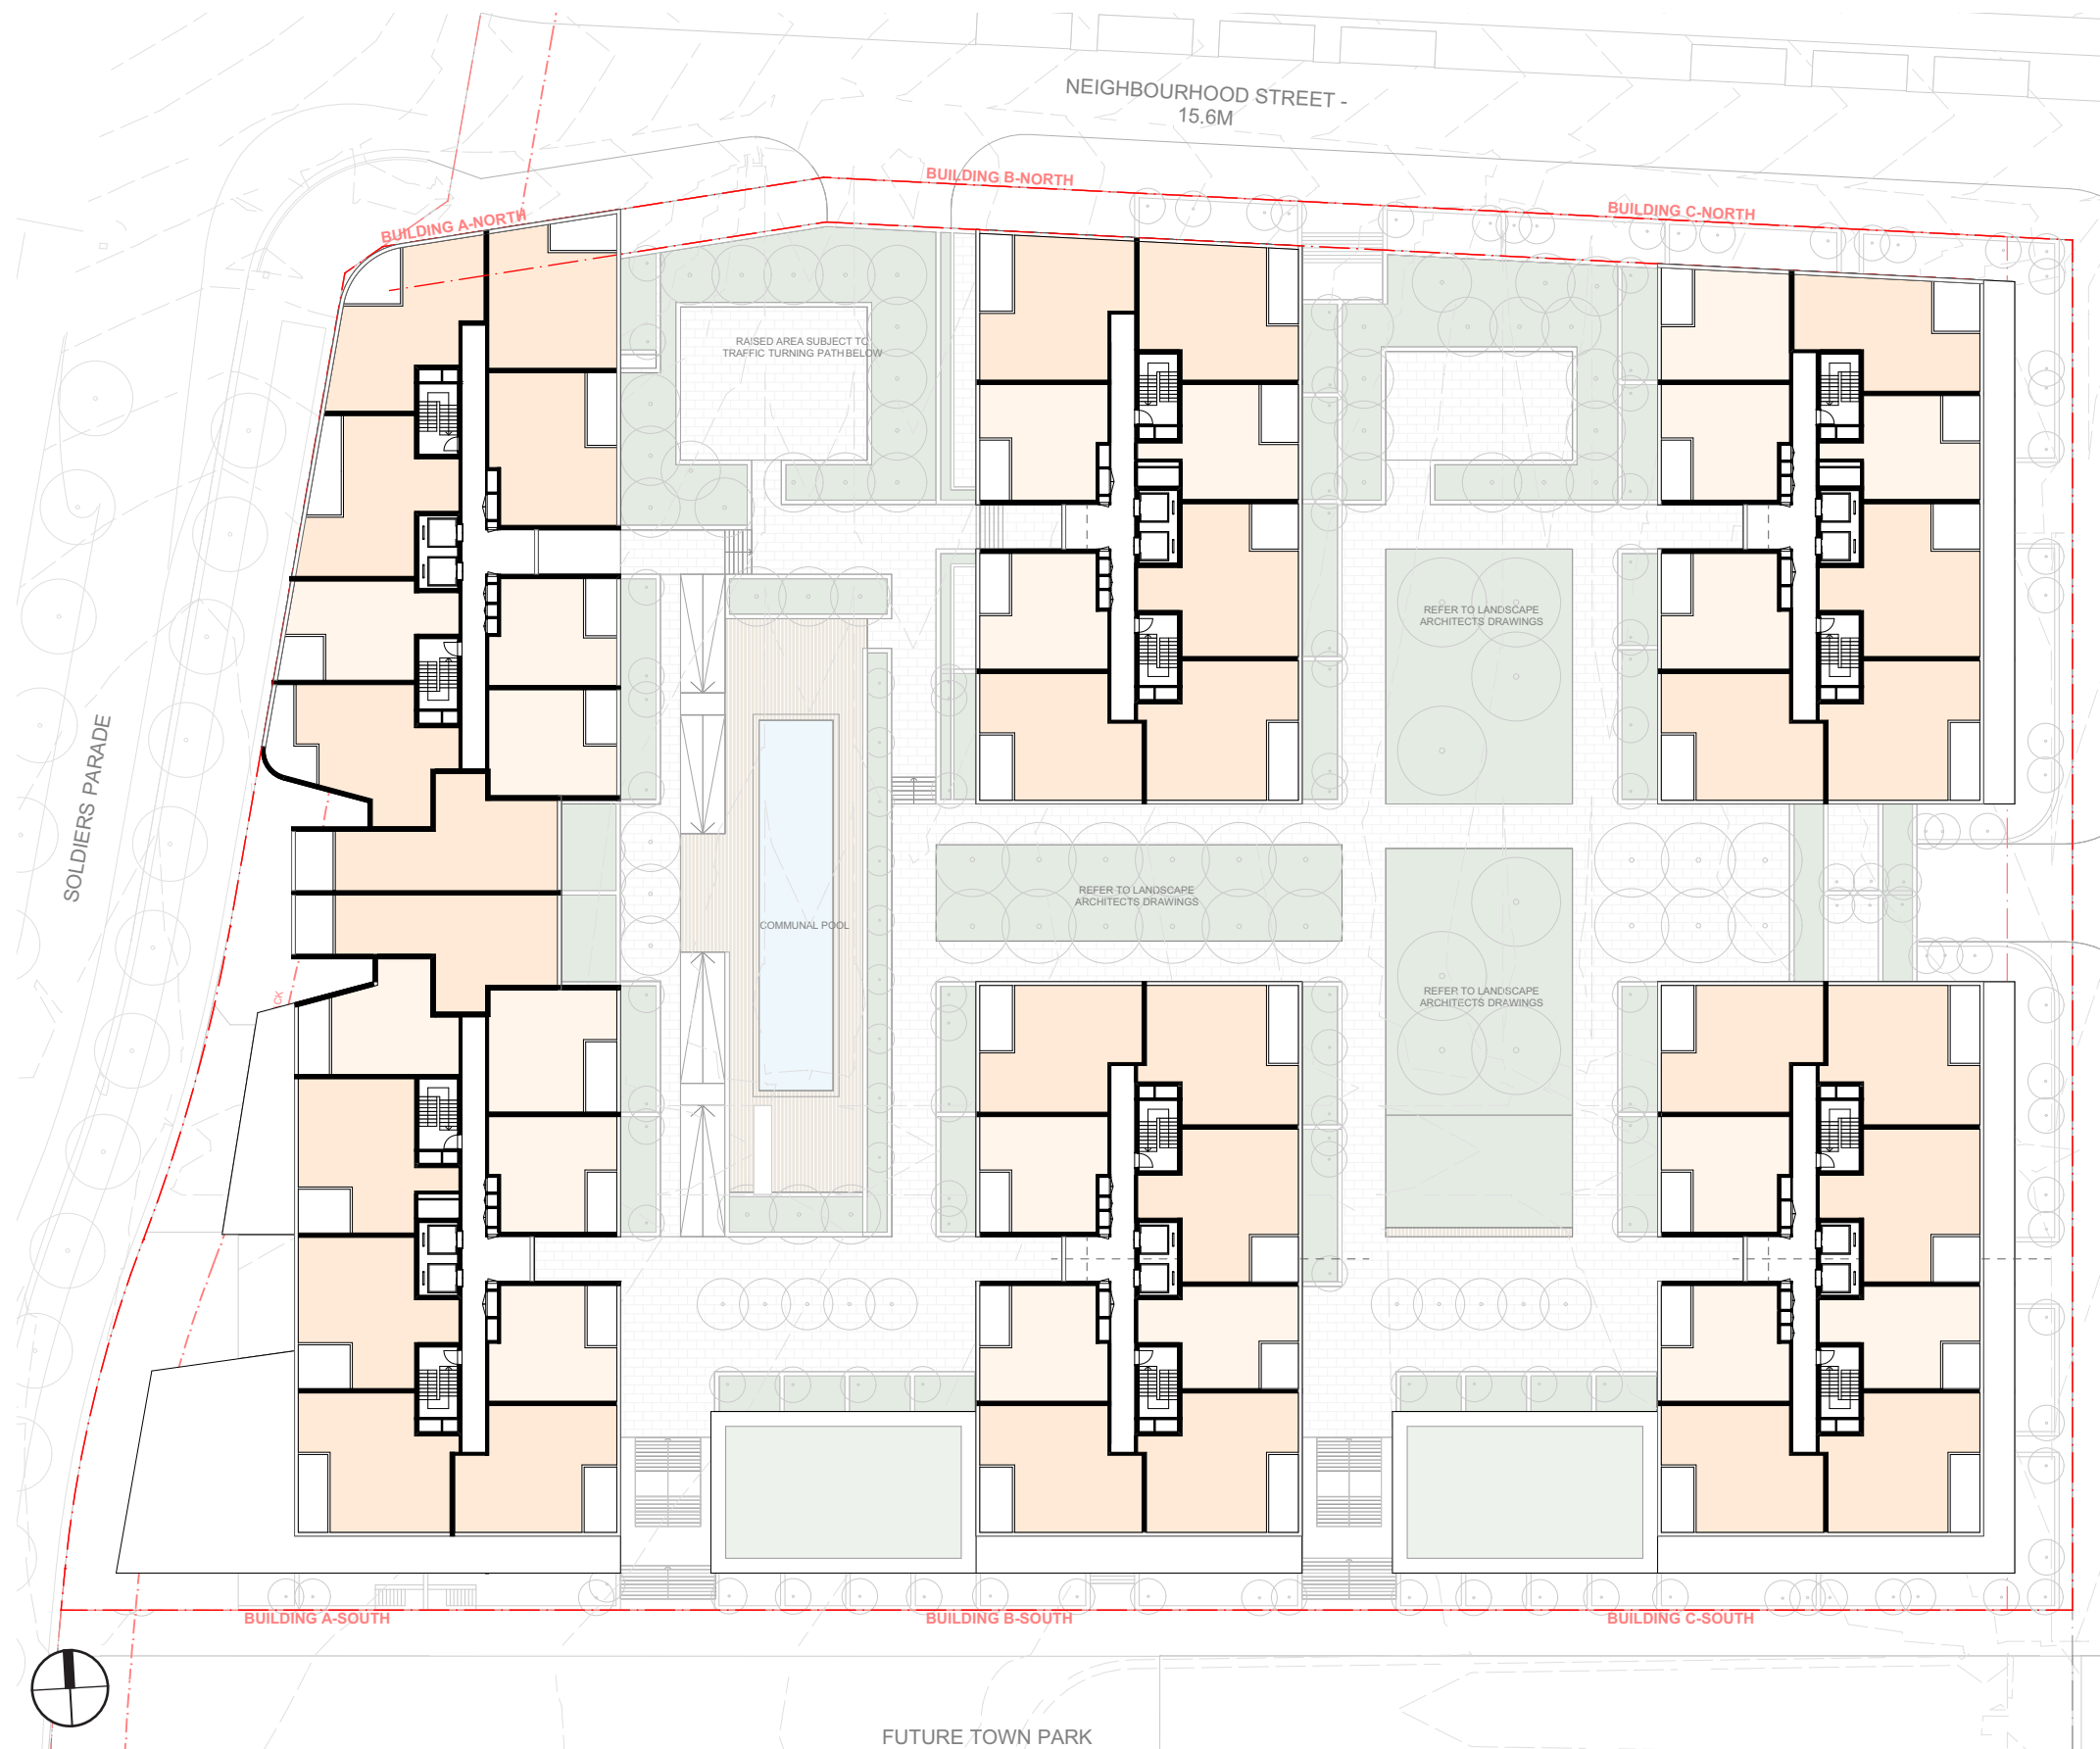 NEIGHBOURHOOD STREET -
15.6M
BUILDING B-NORTH
BUILDING A-NORTH
BUILDING C-NORTH
RAISED AREA SUBJECT TO
TRAFFIC TURNING PATH BELOW
REFER TO LANDSCAPE
ARCHITECTS DRAWINGS
SOLDIERS PARADE
REFER TO LANDSCAPE
ARCHITECTS DRAWINGS
COMMUNAL POOL
REFER TO LANDSCAPE
ARCHITECTS DRAWINGS
CK
BUILDING A-SOUTH
BUILDING B-SOUTH
BUILDING C-SOUTH
FUTURE TOWN PARK